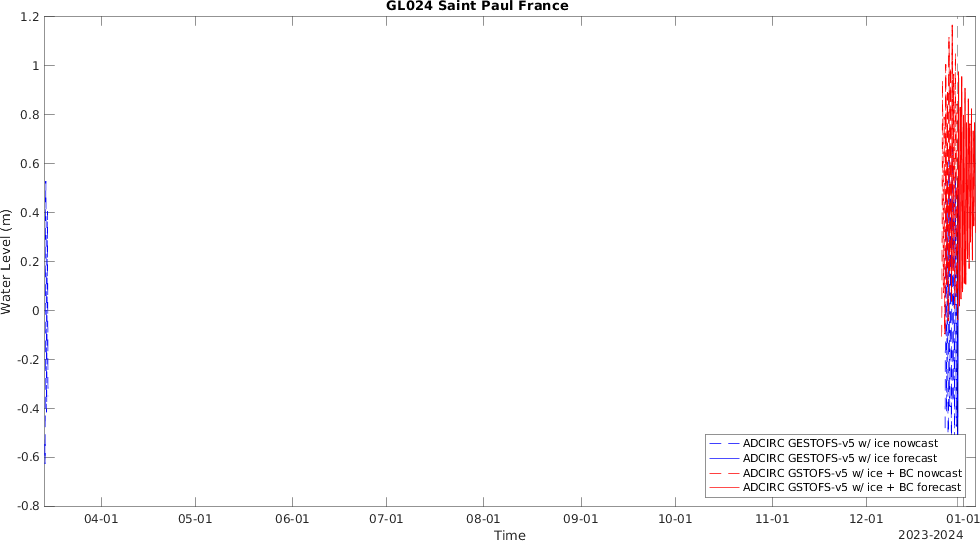 GL024 Saint Paul France
1.2
1
0.8
0.6
0.4
0.2
0
-0.2
-0.4
-0.6
-0.8
Water Level (m)
ADCIRC GESTOFS-v5 w/ ice nowcast
ADCIRC GESTOFS-v5 w/ ice forecast
ADCIRC GSTOFS-v5 w/ ice + BC nowcast
ADCIRC GSTOFS-v5 w/ ice + BC forecast
04-01 05-01 06-01 07-01 08-01 09-01 10-01 11-01 12-01 01-01
Time
2023-2024